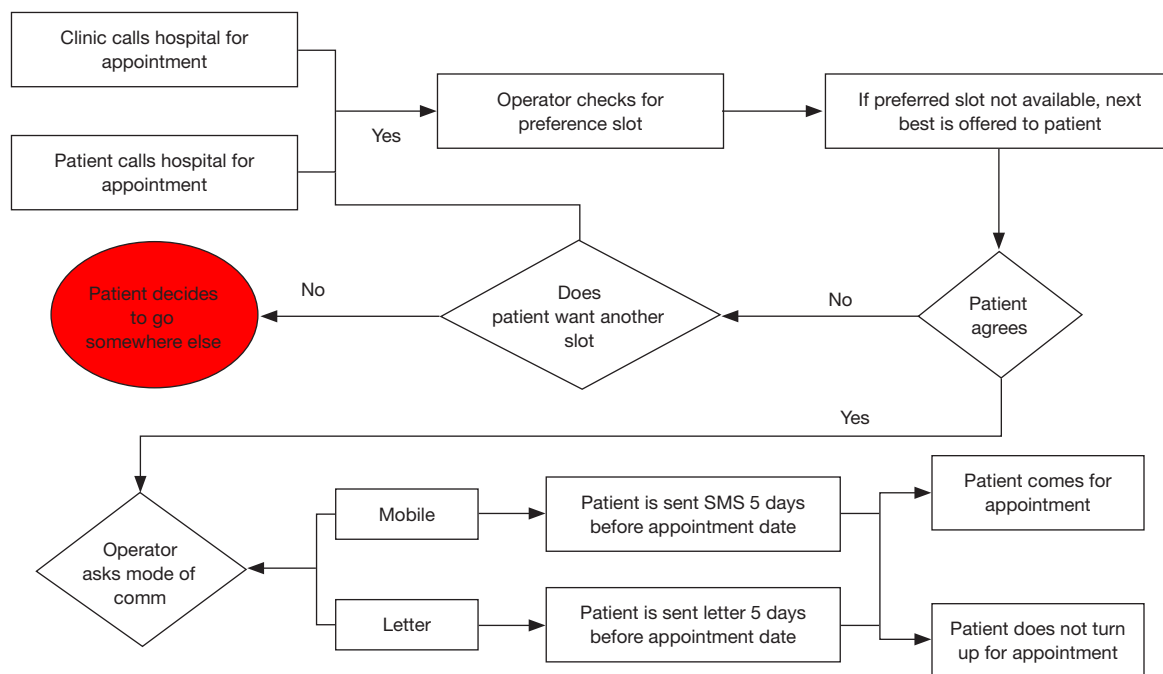 Clinic calls hospital for
appointment
Operator checks for
preference slot
If preferred slot not available, next
best is offered to patient
Yes
Patient calls hospital for
appointment
Patient decides
to go
somewhere else
No
Does
patient want another
slot
No
Patient
agrees
Yes
Operator
asks mode of
comm
Mobile
Patient is sent SMS 5 days
before appointment date
Patient comes for
appointment
Letter
Patient is sent letter 5 days
before appointment date
Patient does not turn
up for appointment